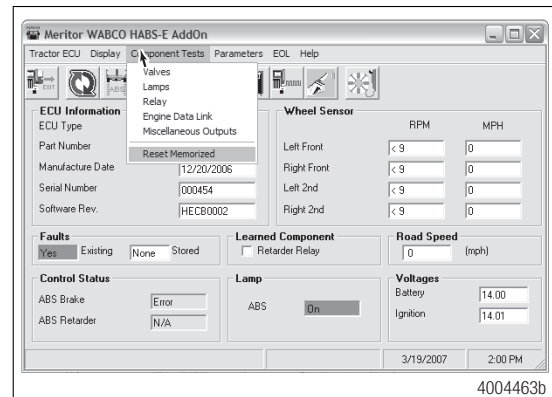 Meritor WABCO HABS-E AddOn
Tractor ECU Display Component Tests Parameters EOL Help
EXIT ABS
Valves
Lamps
Relay
Engine Data Link
Miscellaneous Outputs
Reset Memorized
ECU Information
ECU Type
Part Number
Manufacture Date 12/20/2006
Serial Number 000454
Software Rev. HECB0002
Wheel Sensor
RPM MPH
Left Front < 9 0
Right Front < 9 0
Left 2nd < 9 0
Right 2nd < 9 0
Faults
Yes Existing None Stored
Learned Component
Retarder Relay
Road Speed
0 (mph)
Control Status
ABS Brake Error
ABS Retarder N/A
Lamp
ABS On
Voltages
Battery 14.00
Ignition 14.01
3/19/2007 2:00 PM
4004463b